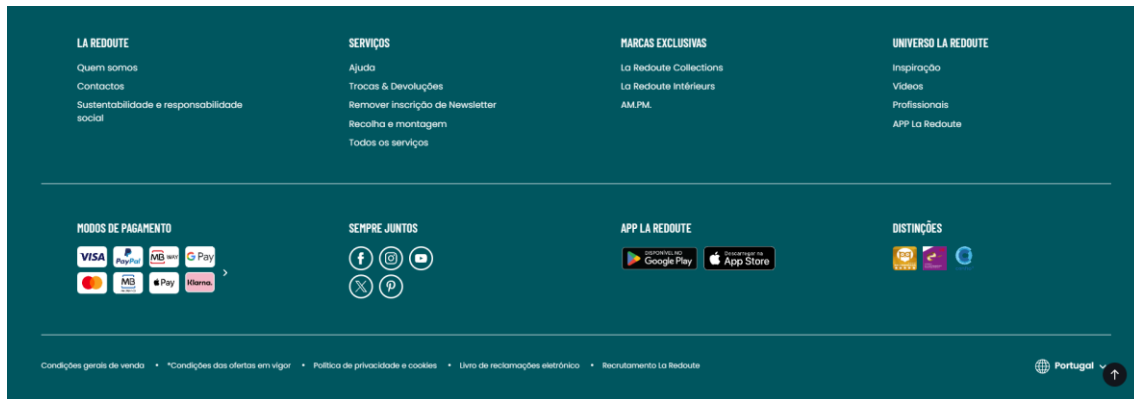 LA REDOUTE
Quem somos
Contactos
Sustentabilidade e responsabilidade
social
SERVIÇOS
Ajuda
Trocas & Devoluções
Remover inscrição de Newsletter
Recolha e montagem
Todos os serviços
MARCAS EXCLUSIVAS
La Redoute Collections
La Redoute Intérieurs
AM.PM.
UNIVERSO LA REDOUTE
Inspiração
Vídeos
Profissionais
APP La Redoute
MODOS DE PAGAMENTO
VISA PayPal MB WAY G Pay
MB Pay Klarna.
SEMPRE JUNTOS
APP LA REDOUTE
DISPONÍVEL NO
Google Play
Descarregar na
App Store
DISTINÇÕES
Condições gerais de venda • *Condições das ofertas em vigor • Política de privacidade e cookies • Livro de reclamações eletrónico • Recrutamento La Redoute
Portugal